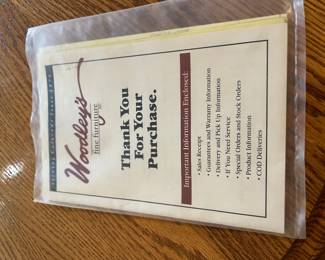 Woodley's
fine furniture
Thank You
For Your
Purchase.
Important Information Enclosed:
• Sales Receipt
• Guarantees and Warranty Information
• Delivery and Pick Up Information
• If You Need Service
• Special Orders and Stock Orders
• Product Information
• COD Deliveries